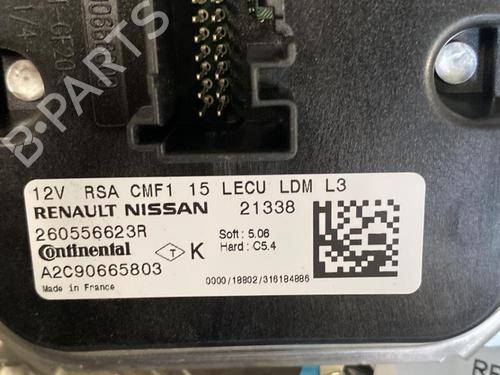 B-PARTS
12V RSA CMF1 15 LECU LDM L3
RENAULT NISSAN 21338
260556623R Soft : 5.06
Continental T K Hard : C5.4
A2C90665803
Made in France 0000/18802/316184886